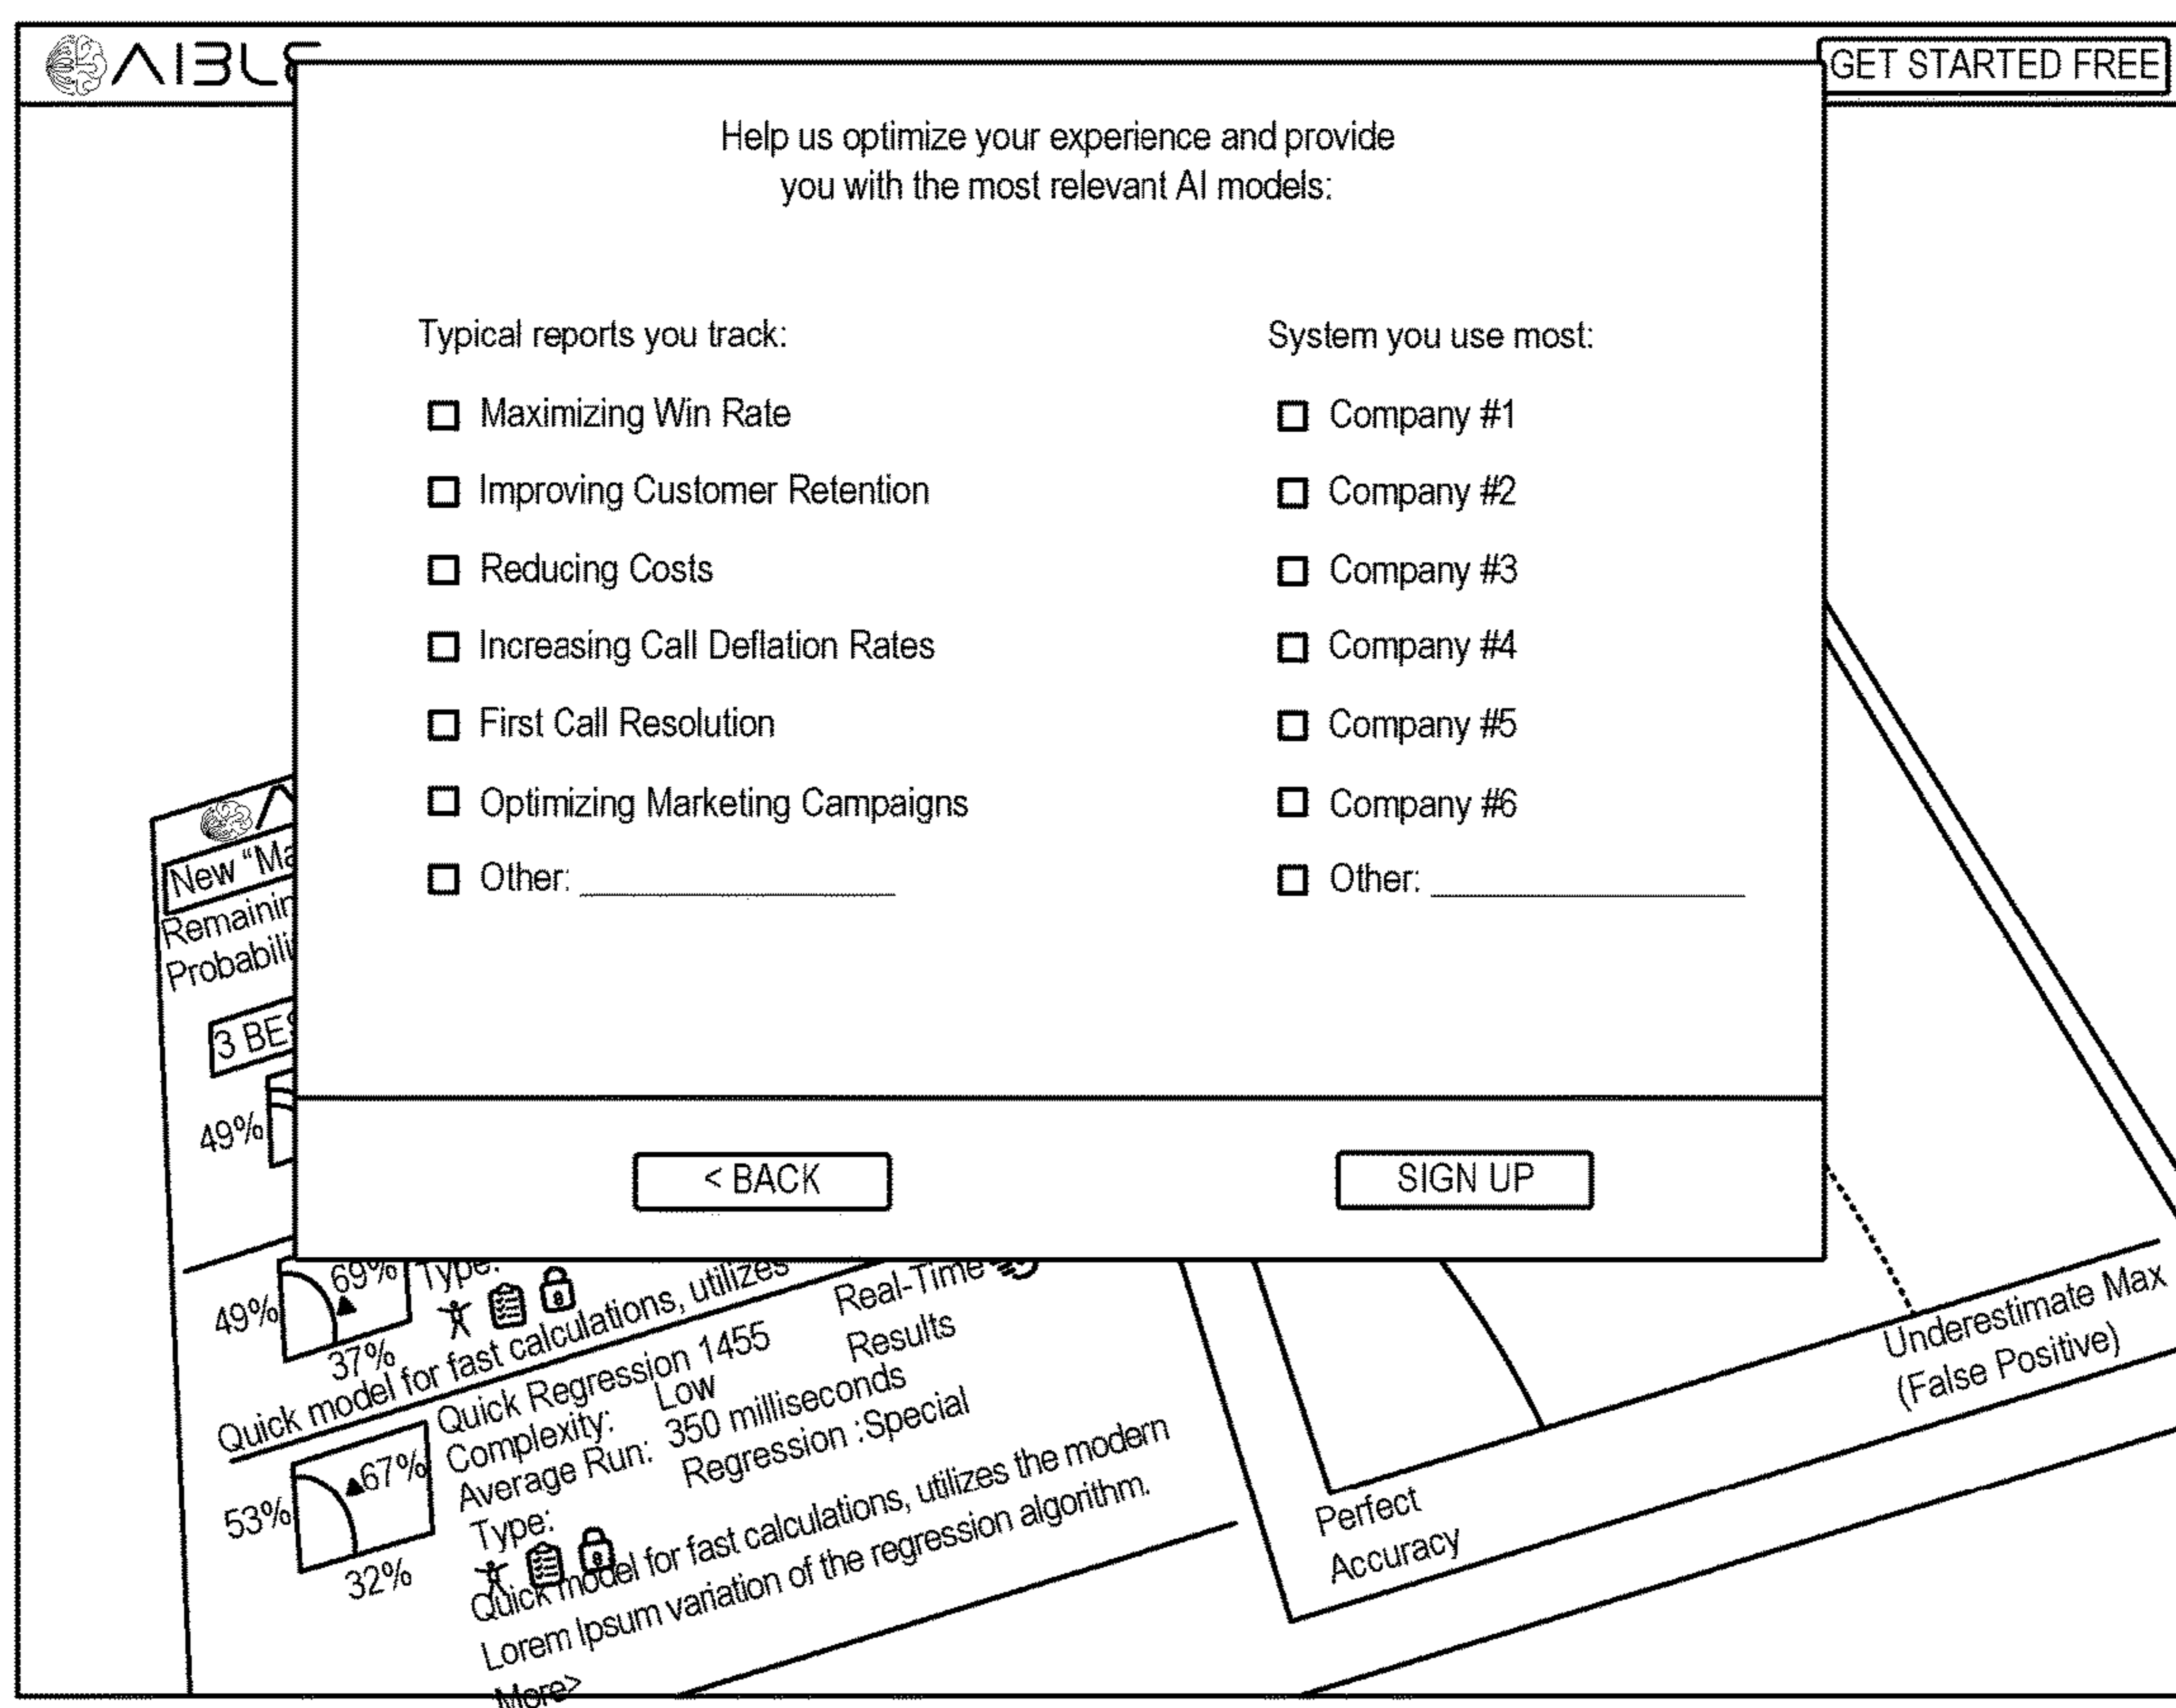 AIBLE
GET STARTED FREE
Help us optimize your experience and provide
you with the most relevant AI models:
Typical reports you track:
Maximizing Win Rate
Improving Customer Retention
Reducing Costs
Increasing Call Deflation Rates
First Call Resolution
Optimizing Marketing Campaigns
Other:
System you use most:
Company #1
Company #2
Company #3
Company #4
Company #5
Company #6
Other:
< BACK
SIGN UP
New "Ma
Remainin
Probabili
3 BES
49%
49%
69%
37%
Type:
Quick model for fast calculations, utilizes
Real-Time
Results
53%
67%
32%
Quick Regression 1455
Complexity: Low
Average Run: 350 milliseconds
Type: Regression :Special
Quick model for fast calculations, utilizes the modern
Lorem Ipsum variation of the regression algorithm.
More>
Perfect
Accuracy
Underestimate Max
(False Positive)